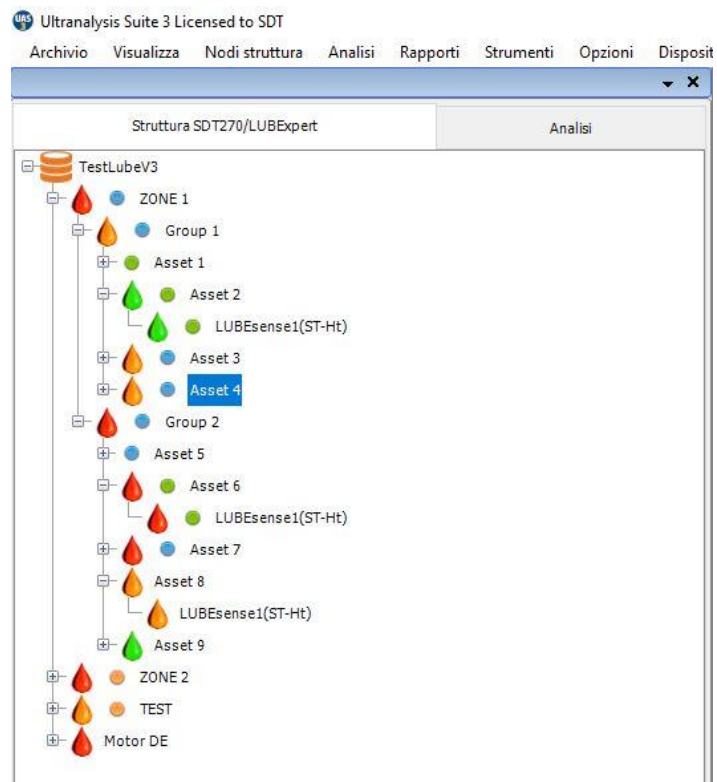 UAS 3 Ultranalysis Suite 3 Licensed to SDT
Archivio Visualizza Nodi struttura Analisi Rapporti Strumenti Opzioni Disposit
Struttura SDT270/LUBExpert Analisi
TestLubeV3
ZONE 1
Group 1
Asset 1
Asset 2
LUBEsense1(ST-Ht)
Asset 3
Asset 4
Group 2
Asset 5
Asset 6
LUBEsense1(ST-Ht)
Asset 7
Asset 8
LUBEsense1(ST-Ht)
Asset 9
ZONE 2
TEST
Motor DE